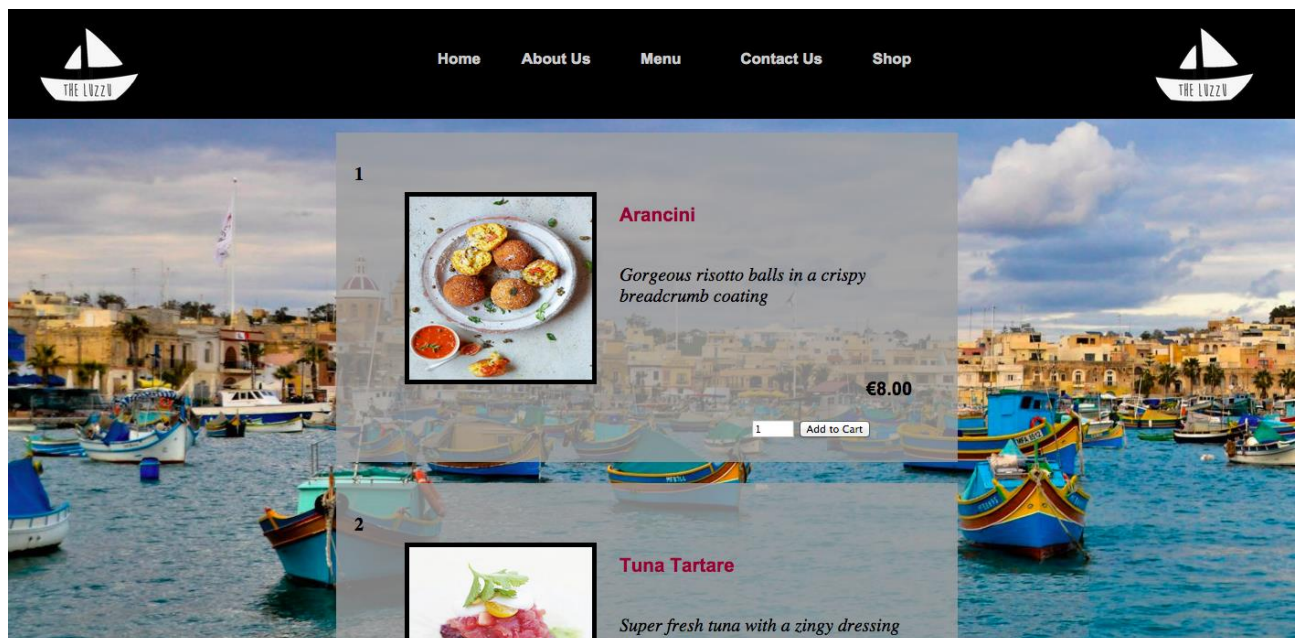 THE LUZZU
Home
About Us
Menu
Contact Us
Shop
THE LUZZU
1
Arancini
Gorgeous risotto balls in a crispy
breadcrumb coating
€8.00
1
Add to Cart
2
Tuna Tartare
Super fresh tuna with a zingy dressing